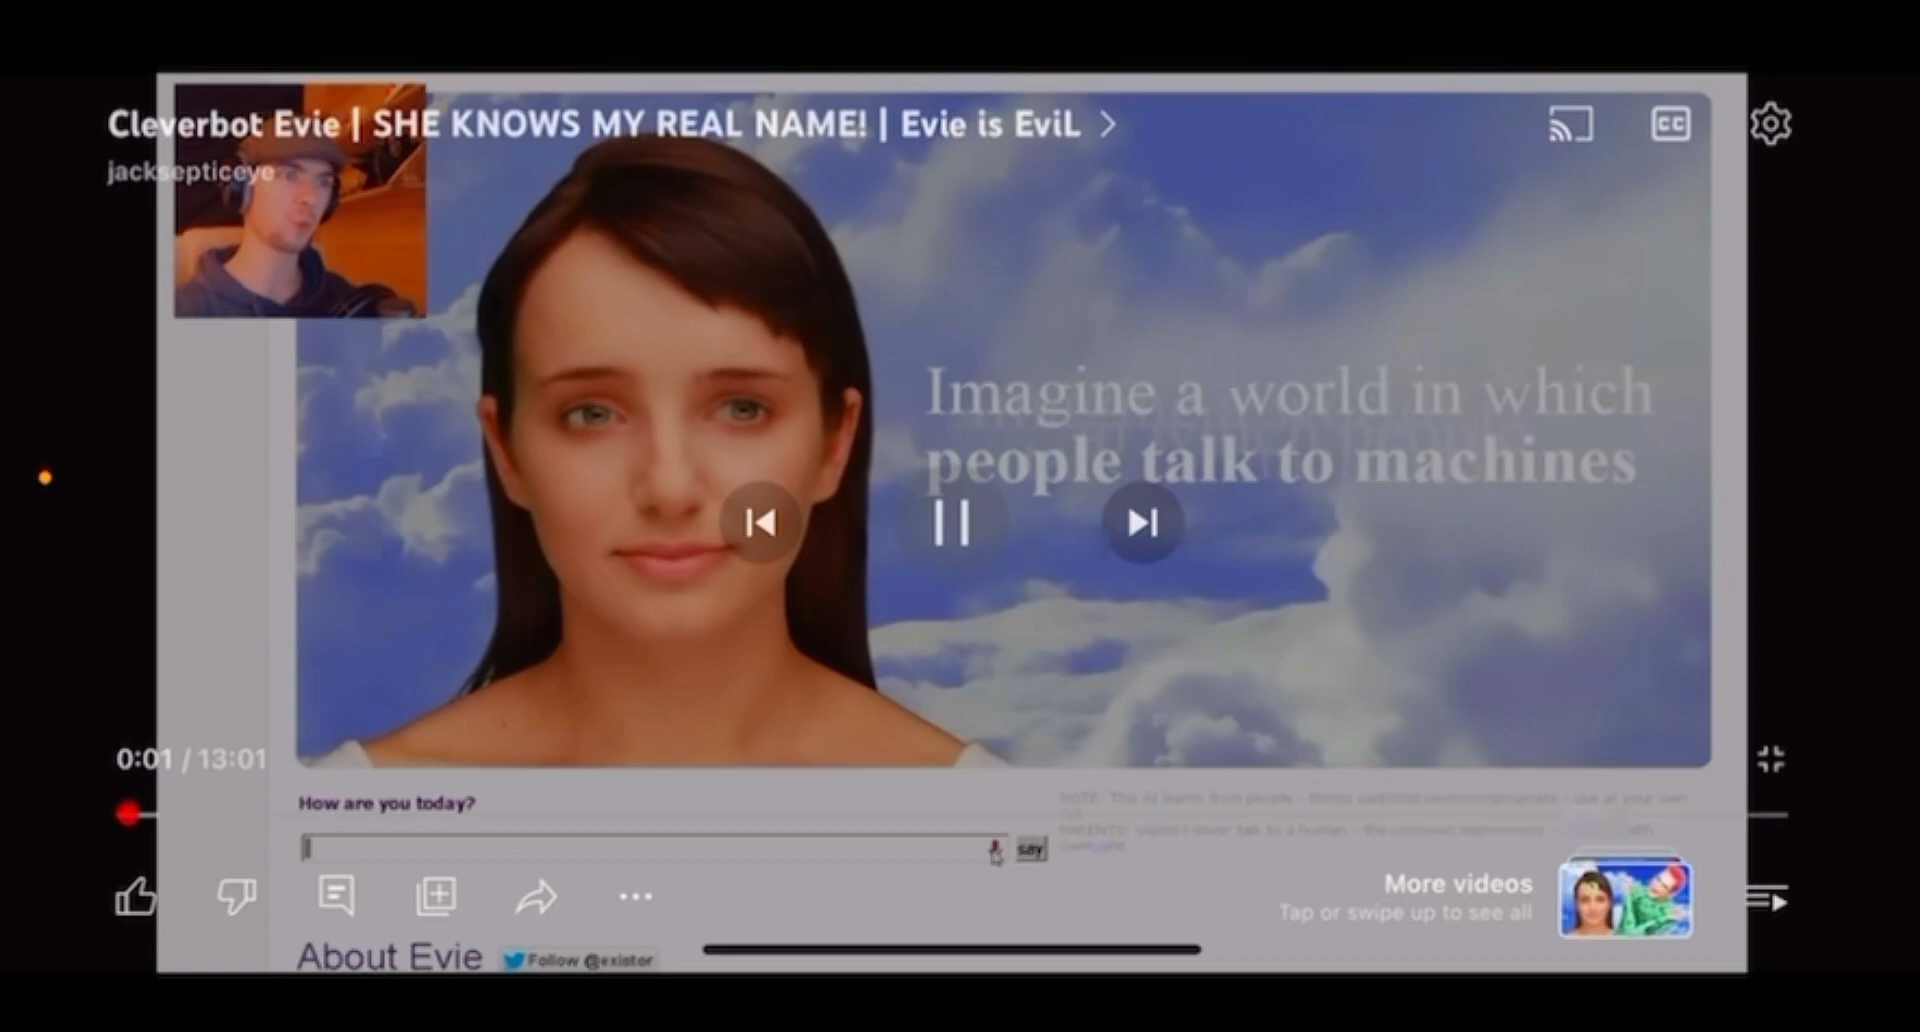 Cleverbot Evie | SHE KNOWS MY REAL NAME! | Evie is EviL
CC
jacksepticeye
Imagine a world in which
people talk to machines
0:01 / 13:01
How are you today?
say
More videos
Tap or swipe up to see all
About Evie
Follow @existor